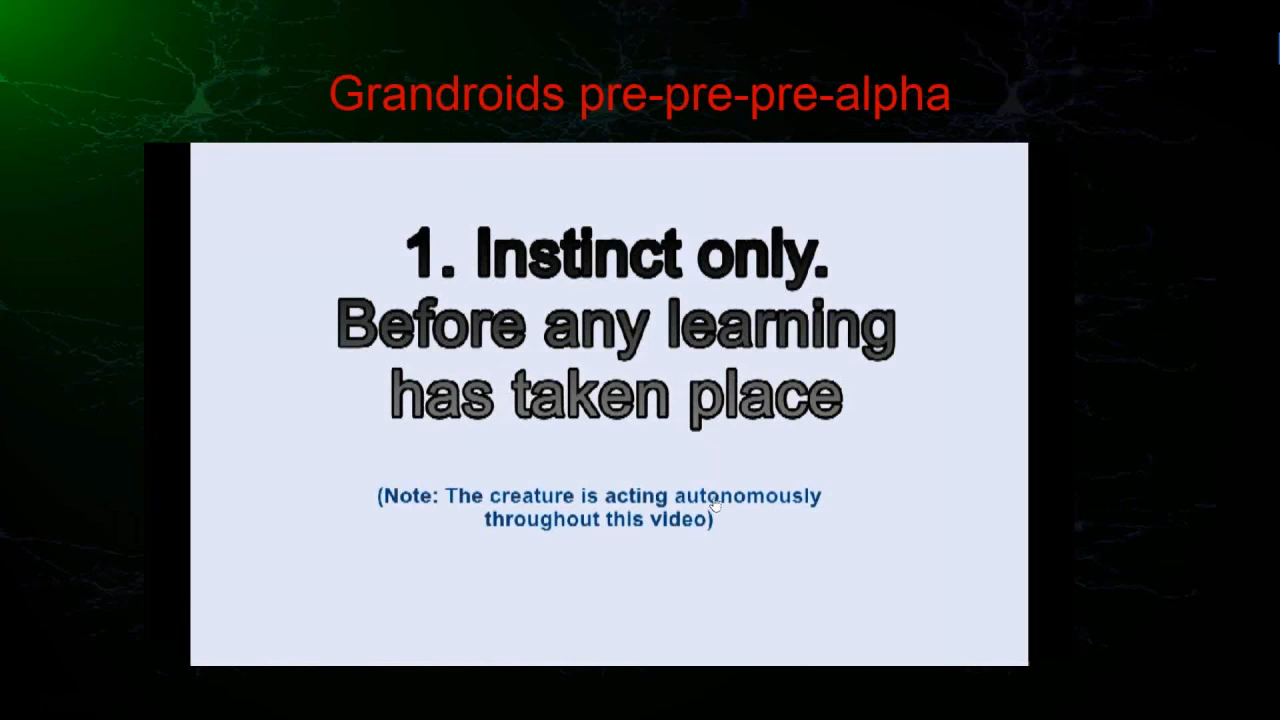 Grandroids pre-pre-pre-alpha
1. Instinct only.
Before any learning
has taken place
(Note: The creature is acting autonomously
throughout this video)